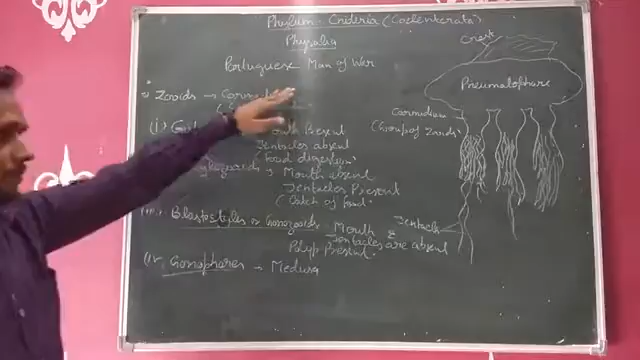 Phylum - Cnideria (Coelenterata)
Physalia
Portuguese Man of War
Crest
Pneumatophore
Zooids →
Cormidium
(Group of Zooids)
(i)
Mouth Present
Tentacles absent
(Food digestion)
Mouth absent
Tentacles Present
(Catch of food)
Blastostyles or Gonozooids Mouth &
Tentacles are absent
Polyp Present
Tentacles
(iv) Gonophores → Medusa